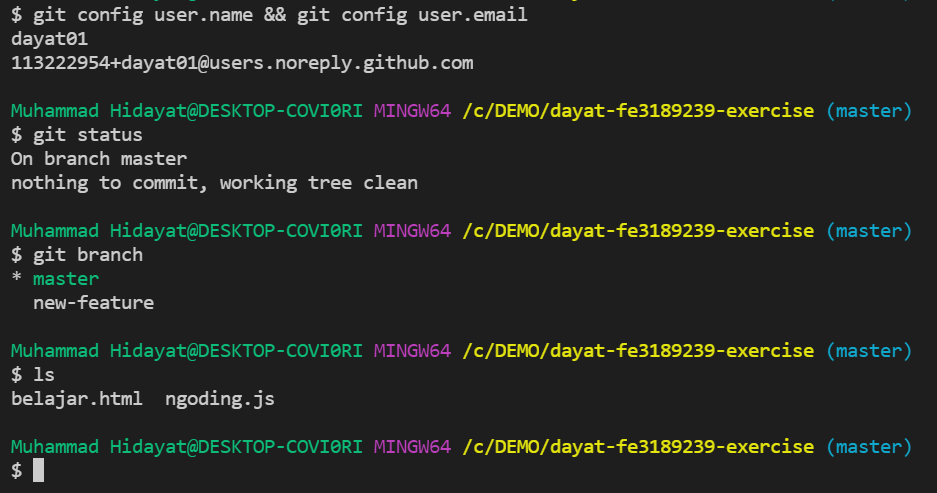 $ git config user.name && git config user.email
dayat01
113222954+dayat01@users.noreply.github.com
Muhammad Hidayat@DESKTOP-COVI0RI MINGW64 /c/DEMO/dayat-fe3189239-exercise (master)
$ git status
On branch master
nothing to commit, working tree clean
Muhammad Hidayat@DESKTOP-COVI0RI MINGW64 /c/DEMO/dayat-fe3189239-exercise (master)
$ git branch
* master
  new-feature
Muhammad Hidayat@DESKTOP-COVI0RI MINGW64 /c/DEMO/dayat-fe3189239-exercise (master)
$ ls
belajar.html  ngoding.js
Muhammad Hidayat@DESKTOP-COVI0RI MINGW64 /c/DEMO/dayat-fe3189239-exercise (master)
$